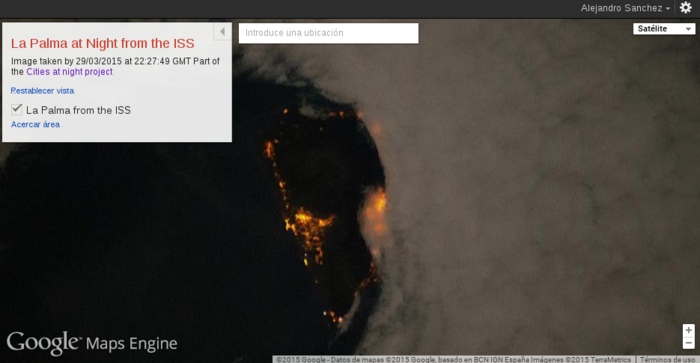 Alejandro Sanchez
La Palma at Night from the ISS
Image taken by 29/03/2015 at 22:27:49 GMT Part of
the Cities at night project
Restablecer vista
La Palma from the ISS
Acercar área
Introduce una ubicación
Satélite
Google Maps Engine
+
−
©2015 Google - Datos de mapas ©2015 Google, basado en BCN IGN España Imágenes ©2015 TerraMetrics | Términos de uso